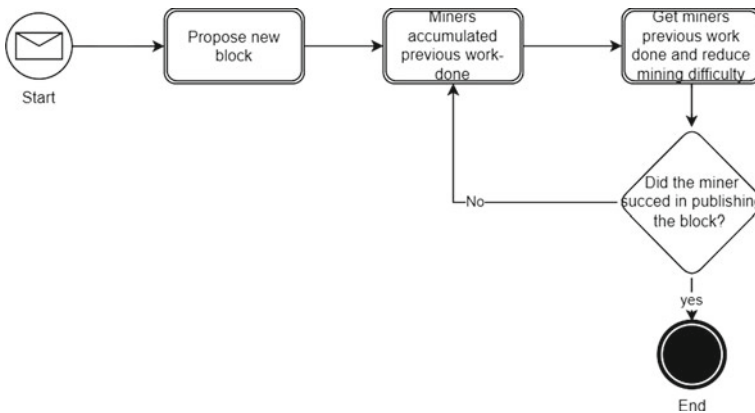 Start
Propose new
block
Miners
accumulated
previous work-
done
Get miners
previous work
done and reduce
mining difficulty
Did the miner
succed in publishing
the block?
No
yes
End